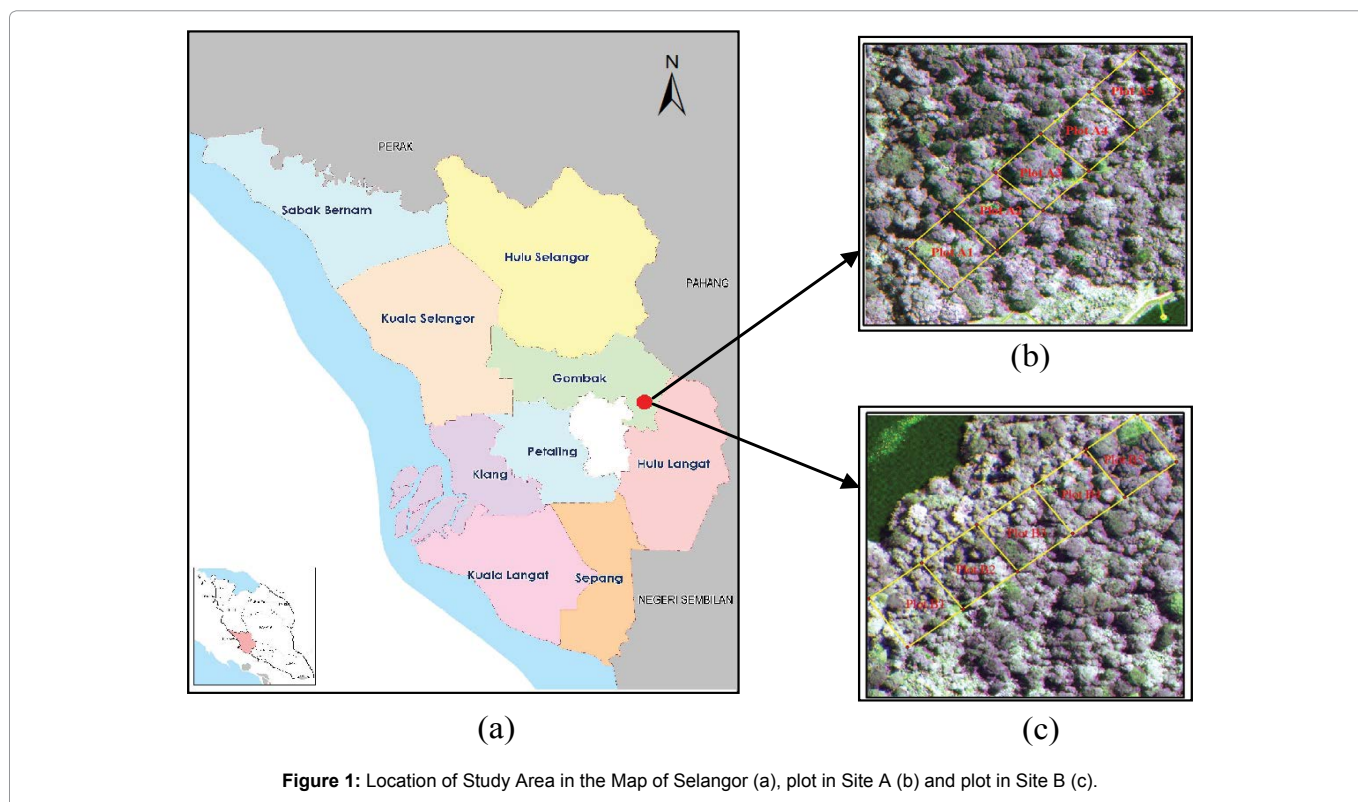 N
PERAK
Sabak Bernam
Hulu Selangor
PAHANG
Kuala Selangor
Gombak
Petaling
Klang
Hulu Langat
Kuala Langat
Sepang
NEGERI SEMBILAN
(a)
Plot A5
Plot A4
Plot A3
Plot A2
Plot A1
(b)
Plot B5
Plot B4
Plot B3
Plot B2
Plot B1
(c)
Figure 1: Location of Study Area in the Map of Selangor (a), plot in Site A (b) and plot in Site B (c).